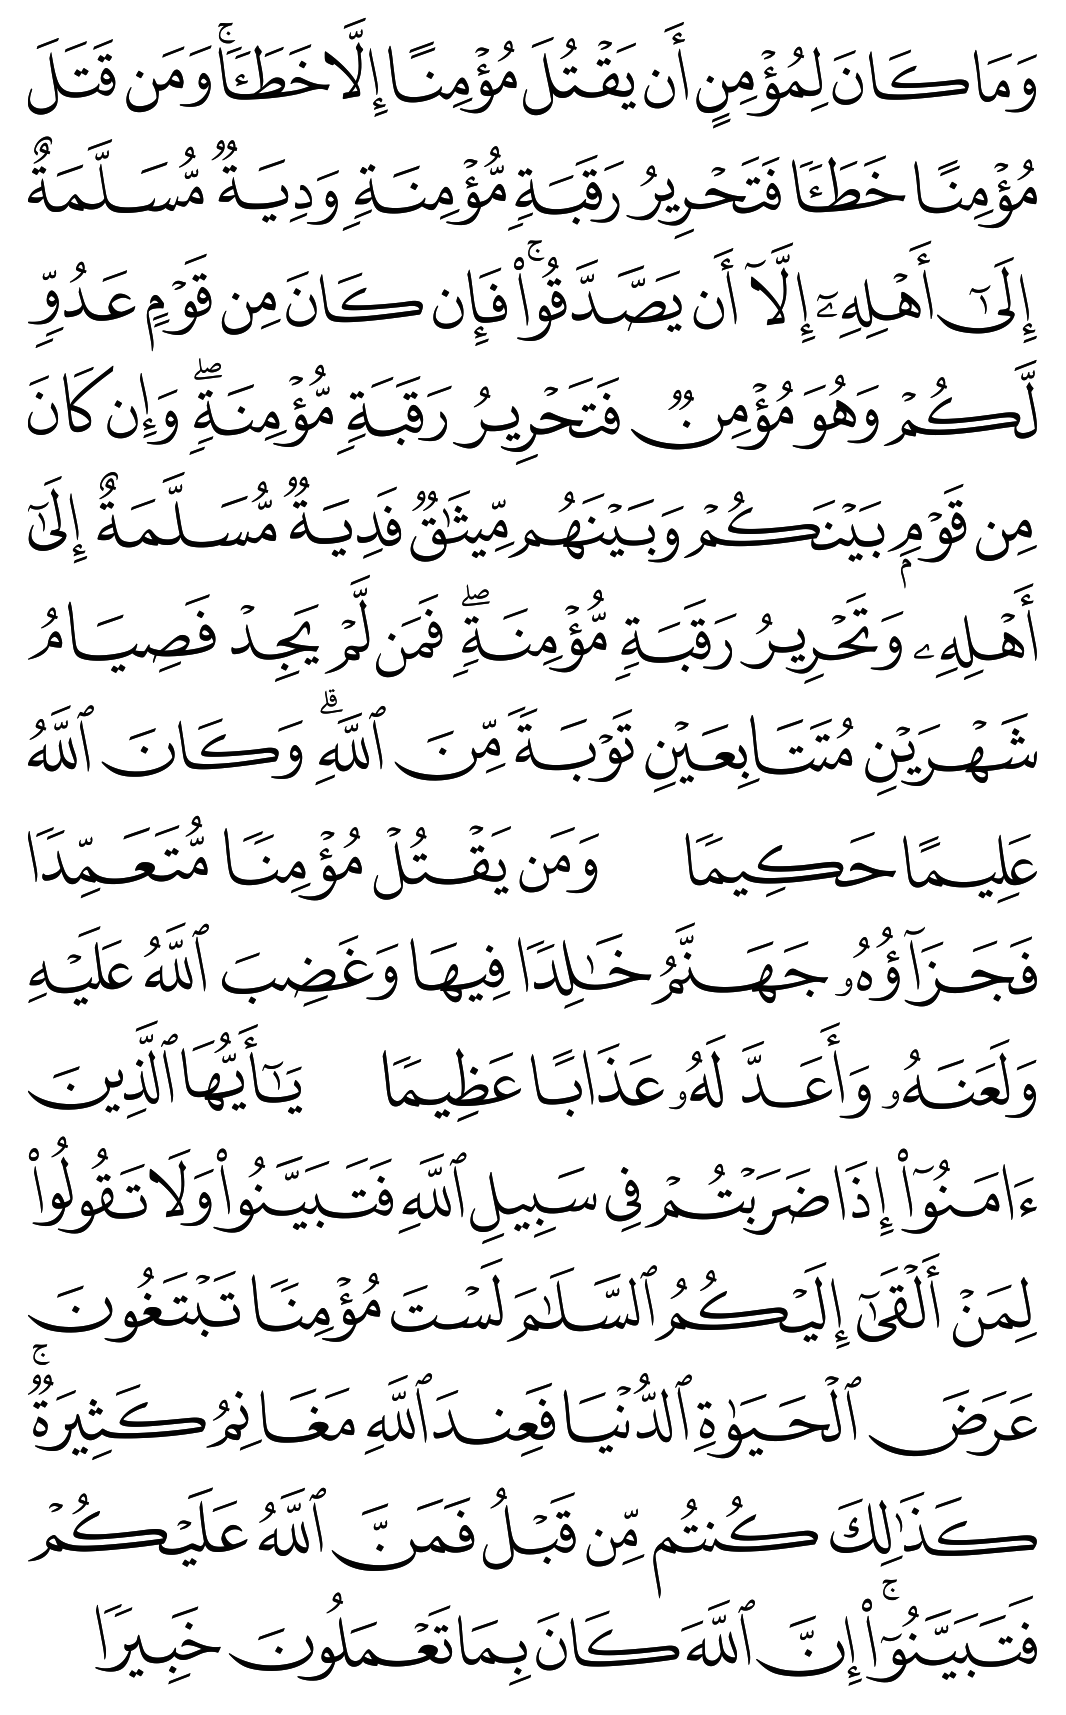 وَمَا كَانَ لِمُؤۡمِنٍ أَن يَقۡتُلَ مُؤۡمِنًا إِلَّا خَطَـٔٗاۚ وَمَن قَتَلَ
مُؤۡمِنًا خَطَـٔٗا فَتَحۡرِيرُ رَقَبَةٖ مُّؤۡمِنَةٖ وَدِيَةٞ مُّسَلَّمَةٌ
إِلَىٰٓ أَهۡلِهِۦٓ إِلَّآ أَن يَصَّدَّقُواْۚ فَإِن كَانَ مِن قَوۡمٍ عَدُوّٖ
لَّكُمۡ وَهُوَ مُؤۡمِنٞ فَتَحۡرِيرُ رَقَبَةٖ مُّؤۡمِنَةٖۖ وَإِن كَانَ
مِن قَوۡمِۭ بَيۡنَكُمۡ وَبَيۡنَهُم مِّيثَٰقٞ فَدِيَةٞ مُّسَلَّمَةٌ إِلَىٰٓ
أَهۡلِهِۦ وَتَحۡرِيرُ رَقَبَةٖ مُّؤۡمِنَةٖۖ فَمَن لَّمۡ يَجِدۡ فَصِيَامُ
شَهۡرَيۡنِ مُتَتَابِعَيۡنِ تَوۡبَةٗ مِّنَ ٱللَّهِۗ وَكَانَ ٱللَّهُ
عَلِيمًا حَكِيمٗا وَمَن يَقۡتُلۡ مُؤۡمِنٗا مُّتَعَمِّدٗا
فَجَزَآؤُهُۥ جَهَنَّمُ خَٰلِدٗا فِيهَا وَغَضِبَ ٱللَّهُ عَلَيۡهِ
وَلَعَنَهُۥ وَأَعَدَّ لَهُۥ عَذَابًا عَظِيمٗا يَٰٓأَيُّهَا ٱلَّذِينَ
ءَامَنُوٓاْ إِذَا ضَرَبۡتُمۡ فِي سَبِيلِ ٱللَّهِ فَتَبَيَّنُواْ وَلَا تَقُولُواْ
لِمَنۡ أَلۡقَىٰٓ إِلَيۡكُمُ ٱلسَّلَٰمَ لَسۡتَ مُؤۡمِنٗا تَبۡتَغُونَ
عَرَضَ ٱلۡحَيَوٰةِ ٱلدُّنۡيَا فَعِندَ ٱللَّهِ مَغَانِمُ كَثِيرَةٞۚ
كَذَٰلِكَ كُنتُم مِّن قَبۡلُ فَمَنَّ ٱللَّهُ عَلَيۡكُمۡ
فَتَبَيَّنُوٓاْۚ إِنَّ ٱللَّهَ كَانَ بِمَا تَعۡمَلُونَ خَبِيرٗا